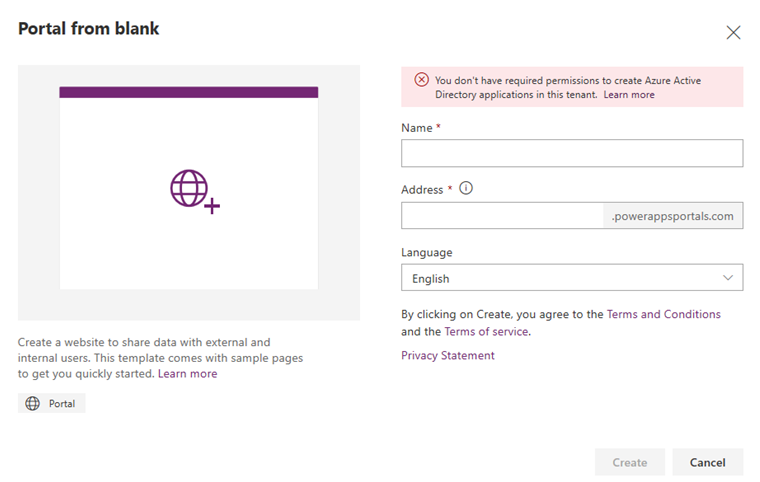 Portal from blank
You don't have required permissions to create Azure Active
Directory applications in this tenant. Learn more
Name *
Address *
.powerappsportals.com
Language
English
By clicking on Create, you agree to the Terms and Conditions
and the Terms of service.
Privacy Statement
Create a website to share data with external and
internal users. This template comes with sample pages
to get you quickly started. Learn more
Portal
Create
Cancel